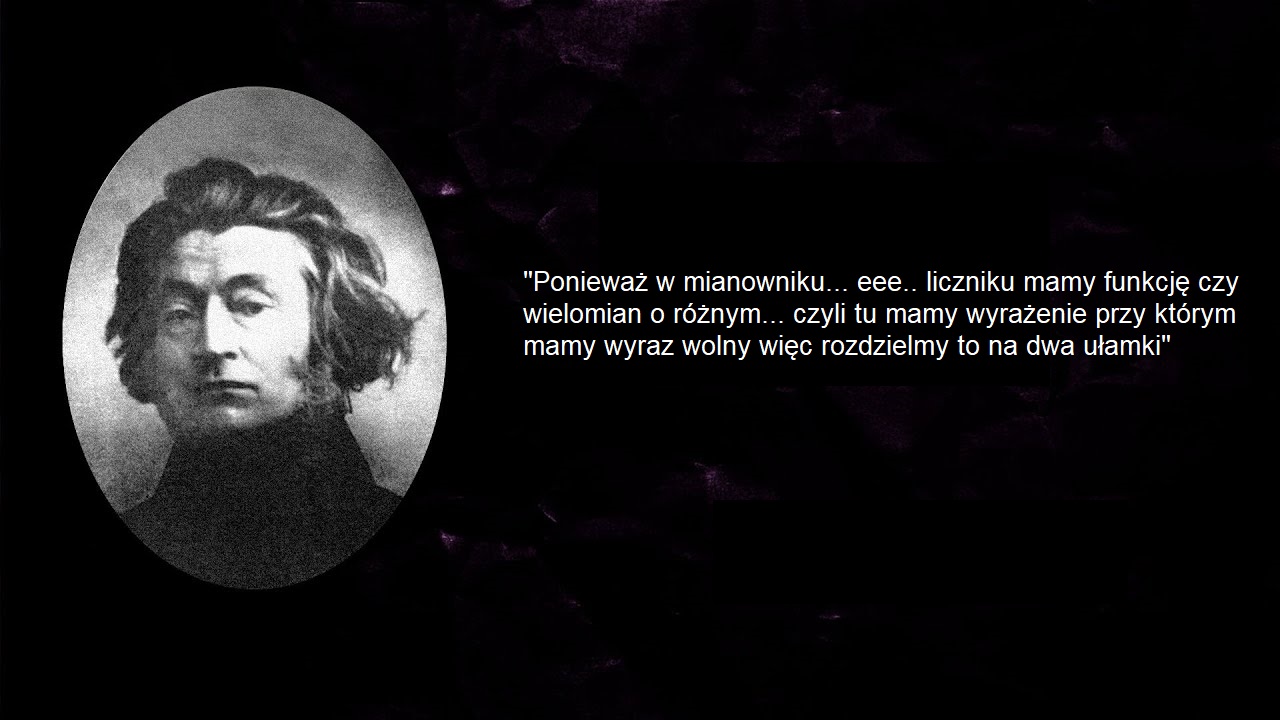 "Ponieważ w mianowniku... eee.. liczniku mamy funkcję czy
wielomian o różnym... czyli tu mamy wyrażenie przy którym
mamy wyraz wolny więc rozdzielmy to na dwa ułamki"